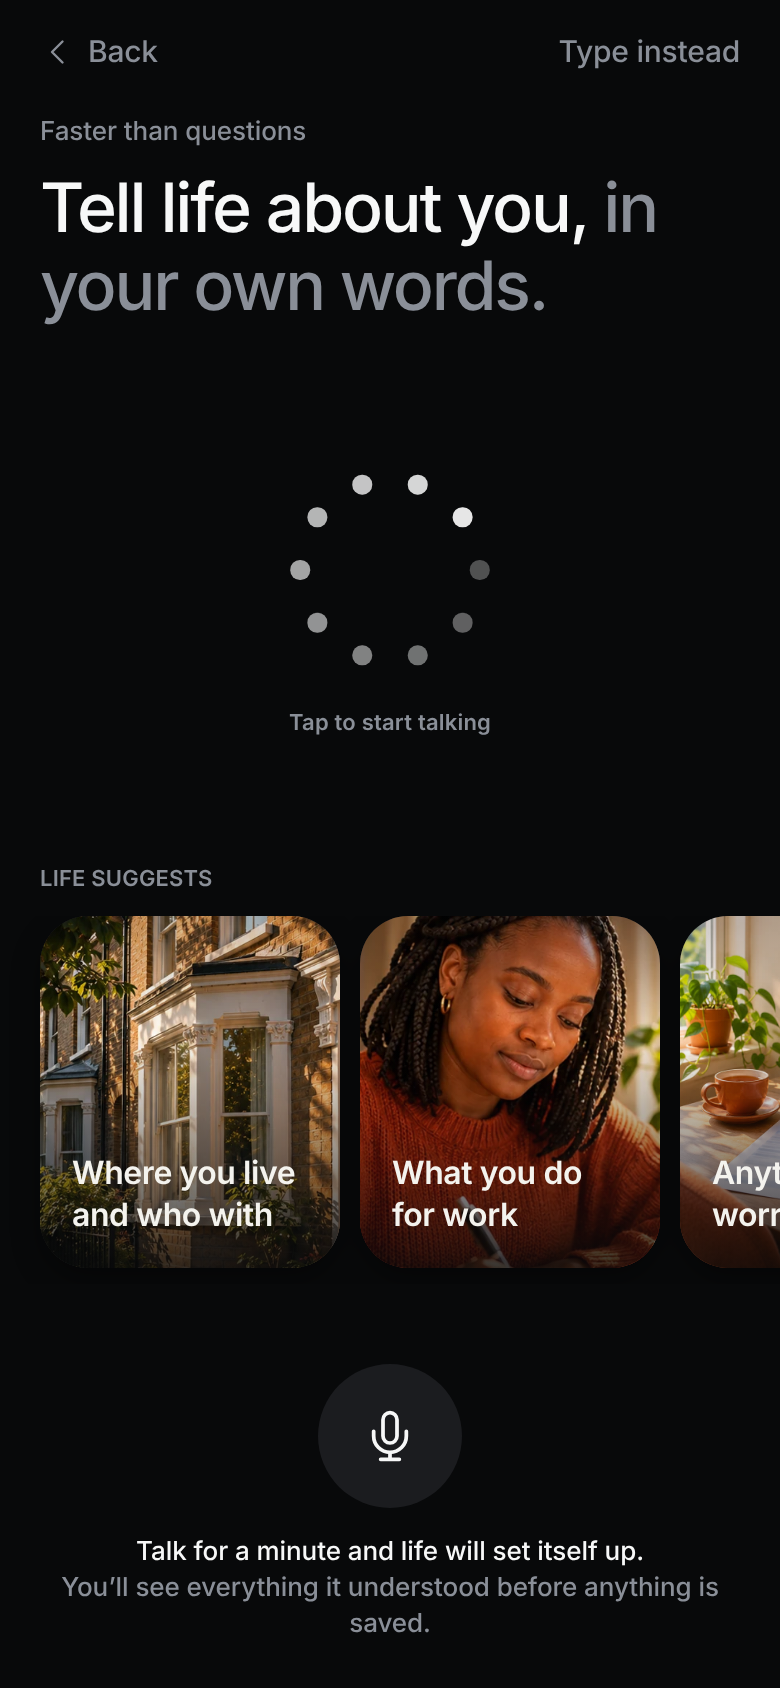 Back
Type instead
Faster than questions
Tell life about you, in
your own words.
Tap to start talking
LIFE SUGGESTS
Where you live
and who with
What you do
for work
Talk for a minute and life will set itself up.
You’ll see everything it understood before anything is
saved.